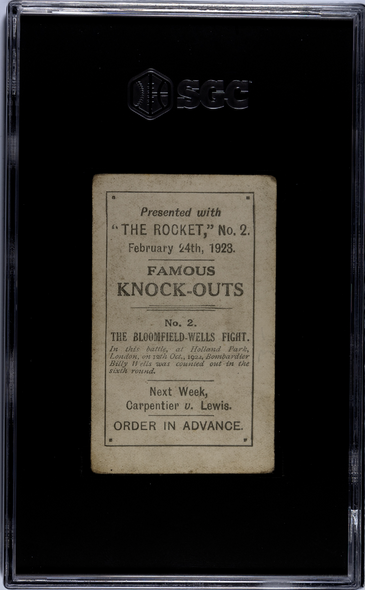 SGC
Presented with
"THE ROCKET," No. 2.
February 24th, 1923.
FAMOUS
KNOCK-OUTS
No. 2.
THE BLOOMFIELD-WELLS FIGHT.
In this battle, at Holland Park,
London, on Oct., Bombardier
Billy Wells was counted out in the
sixth round.
Next Week,
Carpentier v. Lewis.
ORDER IN ADVANCE.